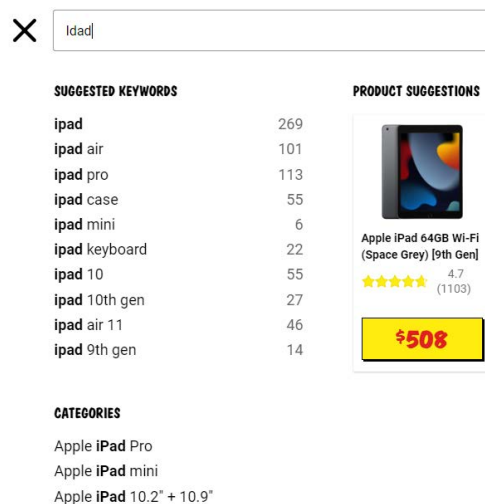 Idad
SUGGESTED KEYWORDS
ipad 269
ipad air 101
ipad pro 113
ipad case 55
ipad mini 6
ipad keyboard 22
ipad 10 55
ipad 10th gen 27
ipad air 11 46
ipad 9th gen 14
CATEGORIES
Apple iPad Pro
Apple iPad mini
Apple iPad 10.2" + 10.9"
PRODUCT SUGGESTIONS
Apple iPad 64GB Wi-Fi
(Space Grey) [9th Gen]
4.7
(1103)
$508